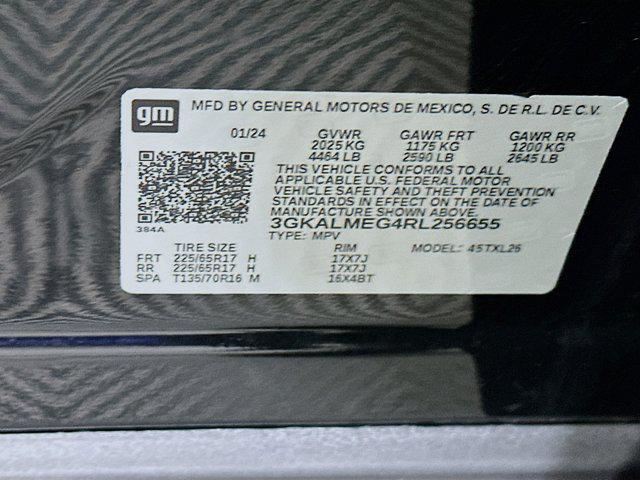 gm MFD BY GENERAL MOTORS DE MEXICO, S. DE R.L. DE C.V.
01/24 GVWR GAWR FRT GAWR RR
2025 KG 1175 KG 1200 KG
4464 LB 2590 LB 2645 LB
THIS VEHICLE CONFORMS TO ALL
APPLICABLE U.S. FEDERAL MOTOR
VEHICLE SAFETY AND THEFT PREVENTION
STANDARDS IN EFFECT ON THE DATE OF
MANUFACTURE SHOWN ABOVE.
384A 3GKALMEG4RL256655
TYPE: MPV
TIRE SIZE RIM MODEL: 4STXL26
FRT 225/65R17 H 17X7J
RR 225/65R17 H 17X7J
SPA T135/70R16 M 16X4BT